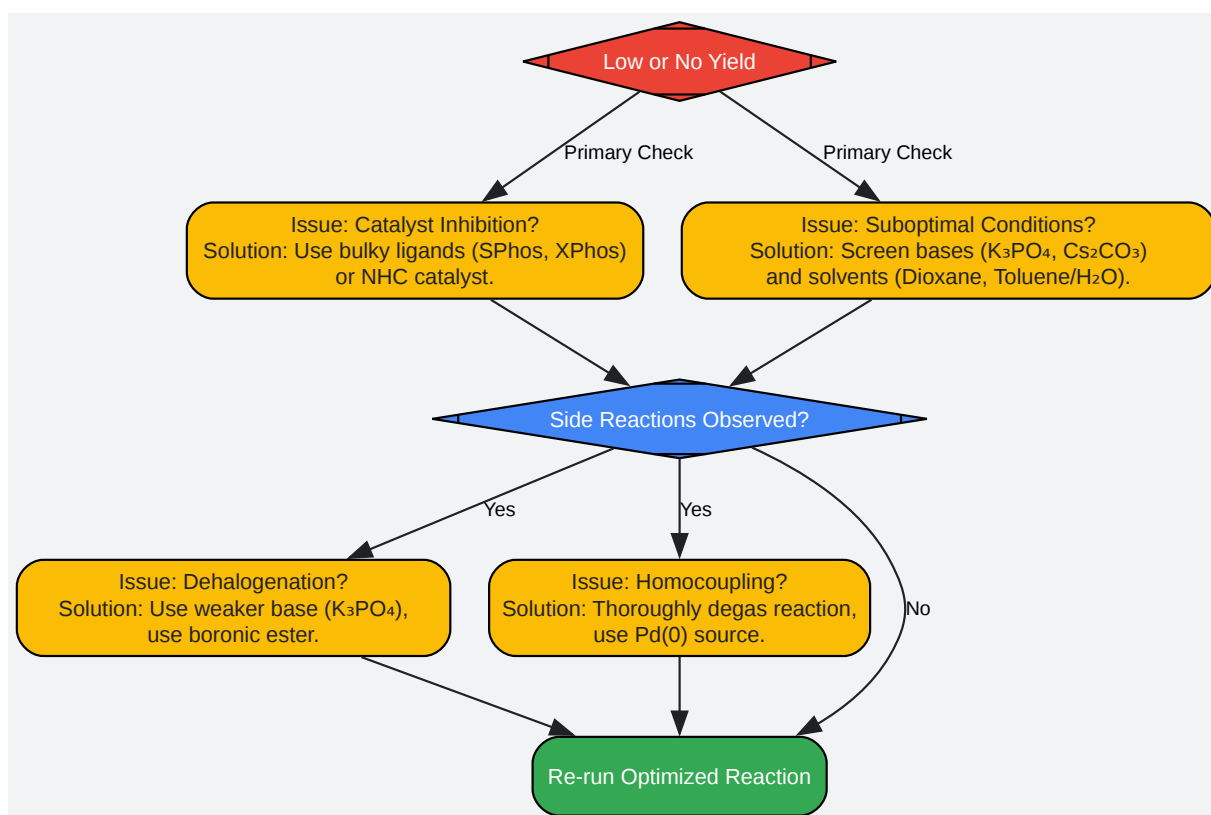 Low or No Yield
Primary Check
Primary Check
Issue: Catalyst Inhibition?
Solution: Use bulky ligands (SPhos, XPhos)
or NHC catalyst.
Issue: Suboptimal Conditions?
Solution: Screen bases (K₃PO₄, Cs₂CO₃)
and solvents (Dioxane, Toluene/H₂O).
Side Reactions Observed?
Yes
Yes
No
Issue: Dehalogenation?
Solution: Use weaker base (K₃PO₄),
use boronic ester.
Issue: Homocoupling?
Solution: Thoroughly degas reaction,
use Pd(0) source.
Re-run Optimized Reaction